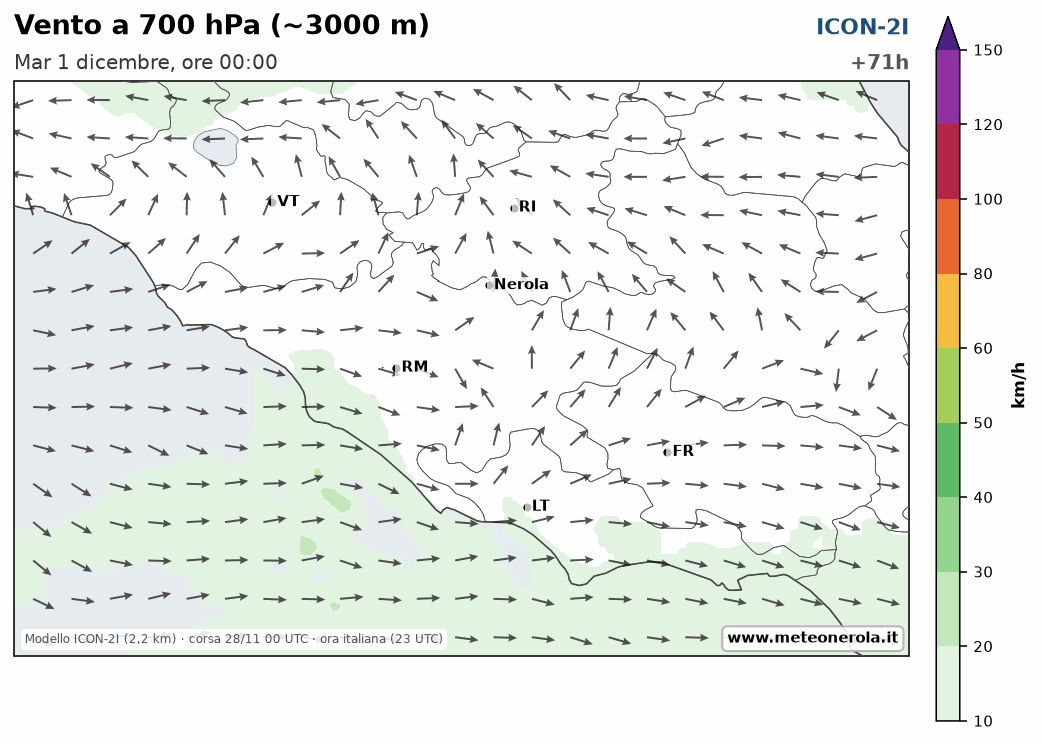 Vento a 700 hPa (~3000 m)
ICON-2I
Mar 1 dicembre, ore 00:00
+71h
VT
RI
Nerola
RM
FR
LT
Modello ICON-2I (2,2 km) · corsa 28/11 00 UTC · ora italiana (23 UTC)
www.meteonerola.it
150
120
100
80
60
50
40
30
20
10
km/h